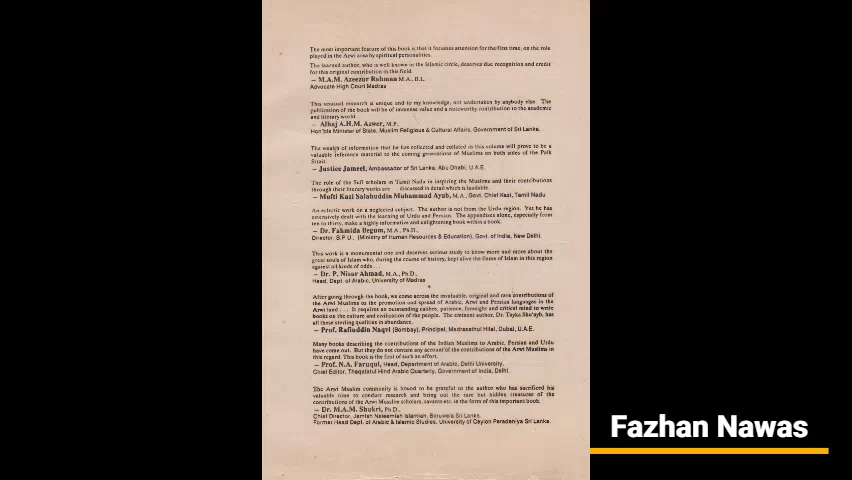 The most important feature of this book is that it focuses attention for the first time, on the role
played in the Arwi area by spiritual personalities.
The learned author, who is well known in the Islamic circle, deserves due recognition and credit
for this original contribution in this field.
— M.A.M. Azeezur Rahman M.A., B.L.
Advocate High Court Madras
This unusual research is unique and to my knowledge, not undertaken by anybody else. The
publication of the book will be of immense value and a noteworthy contribution to the academic
and literary world.
— Alhaj A.H.M. Azwer, M.P.
Hon'ble Minister of State, Muslim Religious & Cultural Affairs, Government of Sri Lanka.
The wealth of information that he has collected and collated in this volume will prove to be a
valuable reference material to the coming generations of Muslims on both sides of the Palk
Strait.
— Justice Jameel, Ambassador of Sri Lanka, Abu Dhabi, U.A.E.
The role of the Sufi scholars in Tamil Nadu in inspiring the Muslims and their contributions
through their literary works are discussed in detail which is laudable.
— Mufti Kazi Salahuddin Muhammad Ayub, M.A., Govt. Chief Kazi, Tamil Nadu
An eclectic work on a neglected subject. The author is not from the Urdu region. Yet he has
extensively dealt with the learning of Urdu and Persian. The appendixes alone, especially from
ten to thirty, make a highly informative and enlightening book within a book.
— Dr. Fahmida Begum, M.A., Ph.D.,
Director, B.P.U., (Ministry of Human Resources & Education), Govt. of India, New Delhi.
This work is a monumental one and deserves serious study to know more and more about the
great souls of Islam who, during the course of history, kept alive the flame of Islam in this region
against all kinds of odds . . .
— Dr. P. Nisar Ahmad, M.A., Ph.D.,
Head, Dept. of Arabic, University of Madras
After going through the book, we come across the invaluable, original and rare contributions of
the Arwi Muslims to the promotion and spread of Arabic, Arwi and Persian languages in the
Arwi land . . . It requires an outstanding calibre, patience, foresight and critical mind to write
books on the culture and civilization of the people. The eminent author, Dr. Tayka Shu'ayb, has
all these sterling qualities in abundance.
— Prof. Rafiuddin Naqvi (Bombay), Principal, Madrasathul Hilal, Dubai, U.A.E.
Many books describing the contributions of the Indian Muslims to Arabic, Persian and Urdu
have come out. But they do not contain any account of the contributions of the Arwi Muslims in
this regard. This book is the first of such an effort.
— Prof. N.A. Faruqui, Head, Department of Arabic, Delhi University,
Chief Editor, Thaqafatul Hind Arabic Quarterly, Government of India, Delhi.
The Arwi Muslim community is bound to be grateful to the author who has sacrificed his
valuable time to conduct research and bring out the rare but hidden treasures of the
contributions of the Arwi Muslim scholars, savants etc. in the form of this important book.
— Dr. M.A.M. Shukri, Ph.D.,
Chief Director, Jamiah Naleemiah Islamiah, Beruwela Sri Lanka.
Former Head Dept. of Arabic & Islamic Studies, University of Ceylon Peradeniya Sri Lanka.
Fazhan Nawas